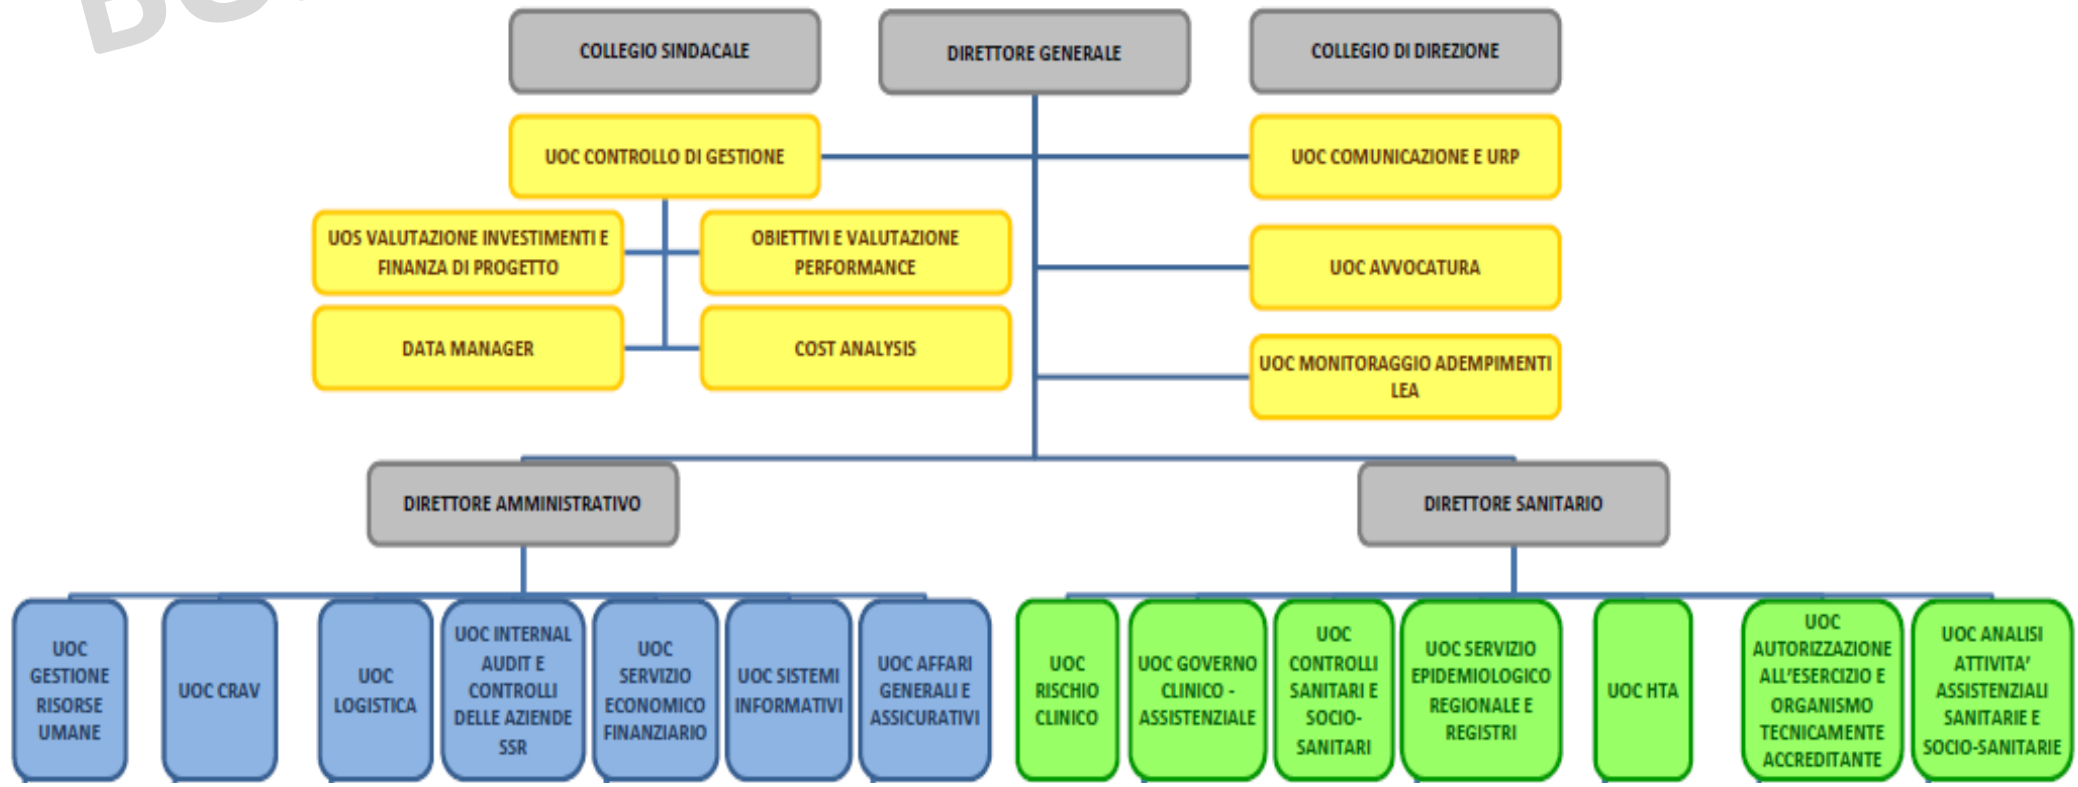 COLLEGIO SINDACALE
DIRETTORE GENERALE
COLLEGIO DI DIREZIONE
UOC CONTROLLO DI GESTIONE
UOC COMUNICAZIONE E URP
UOS VALUTAZIONE INVESTIMENTI E
FINANZA DI PROGETTO
OBIETTIVI E VALUTAZIONE
PERFORMANCE
UOC AVVOCATURA
DATA MANAGER
COST ANALYSIS
UOC MONITORAGGIO ADEMPIMENTI
LEA
DIRETTORE AMMINISTRATIVO
DIRETTORE SANITARIO
UOC
GESTIONE
RISORSE
UMANE
UOC CRAV
UOC
LOGISTICA
UOC INTERNAL
AUDIT E
CONTROLLI
DELLE AZIENDE
SSR
UOC
SERVIZIO
ECONOMICO
FINANZIARIO
UOC SISTEMI
INFORMATIVI
UOC AFFARI
GENERALI E
ASSICURATIVI
UOC
RISCHIO
CLINICO
UOC GOVERNO
CLINICO -
ASSISTENZIALE
UOC
CONTROLLI
SANITARI E
SOCIO-
SANITARI
UOC SERVIZIO
EPIDEMIOLOGICO
REGIONALE E
REGISTRI
UOC HTA
UOC
AUTORIZZAZIONE
ALL'ESERCIZIO E
ORGANISMO
TECNICAMENTE
ACCREDITANTE
UOC ANALISI
ATTIVITA'
ASSISTENZIALI
SANITARIE E
SOCIO-SANITARIE